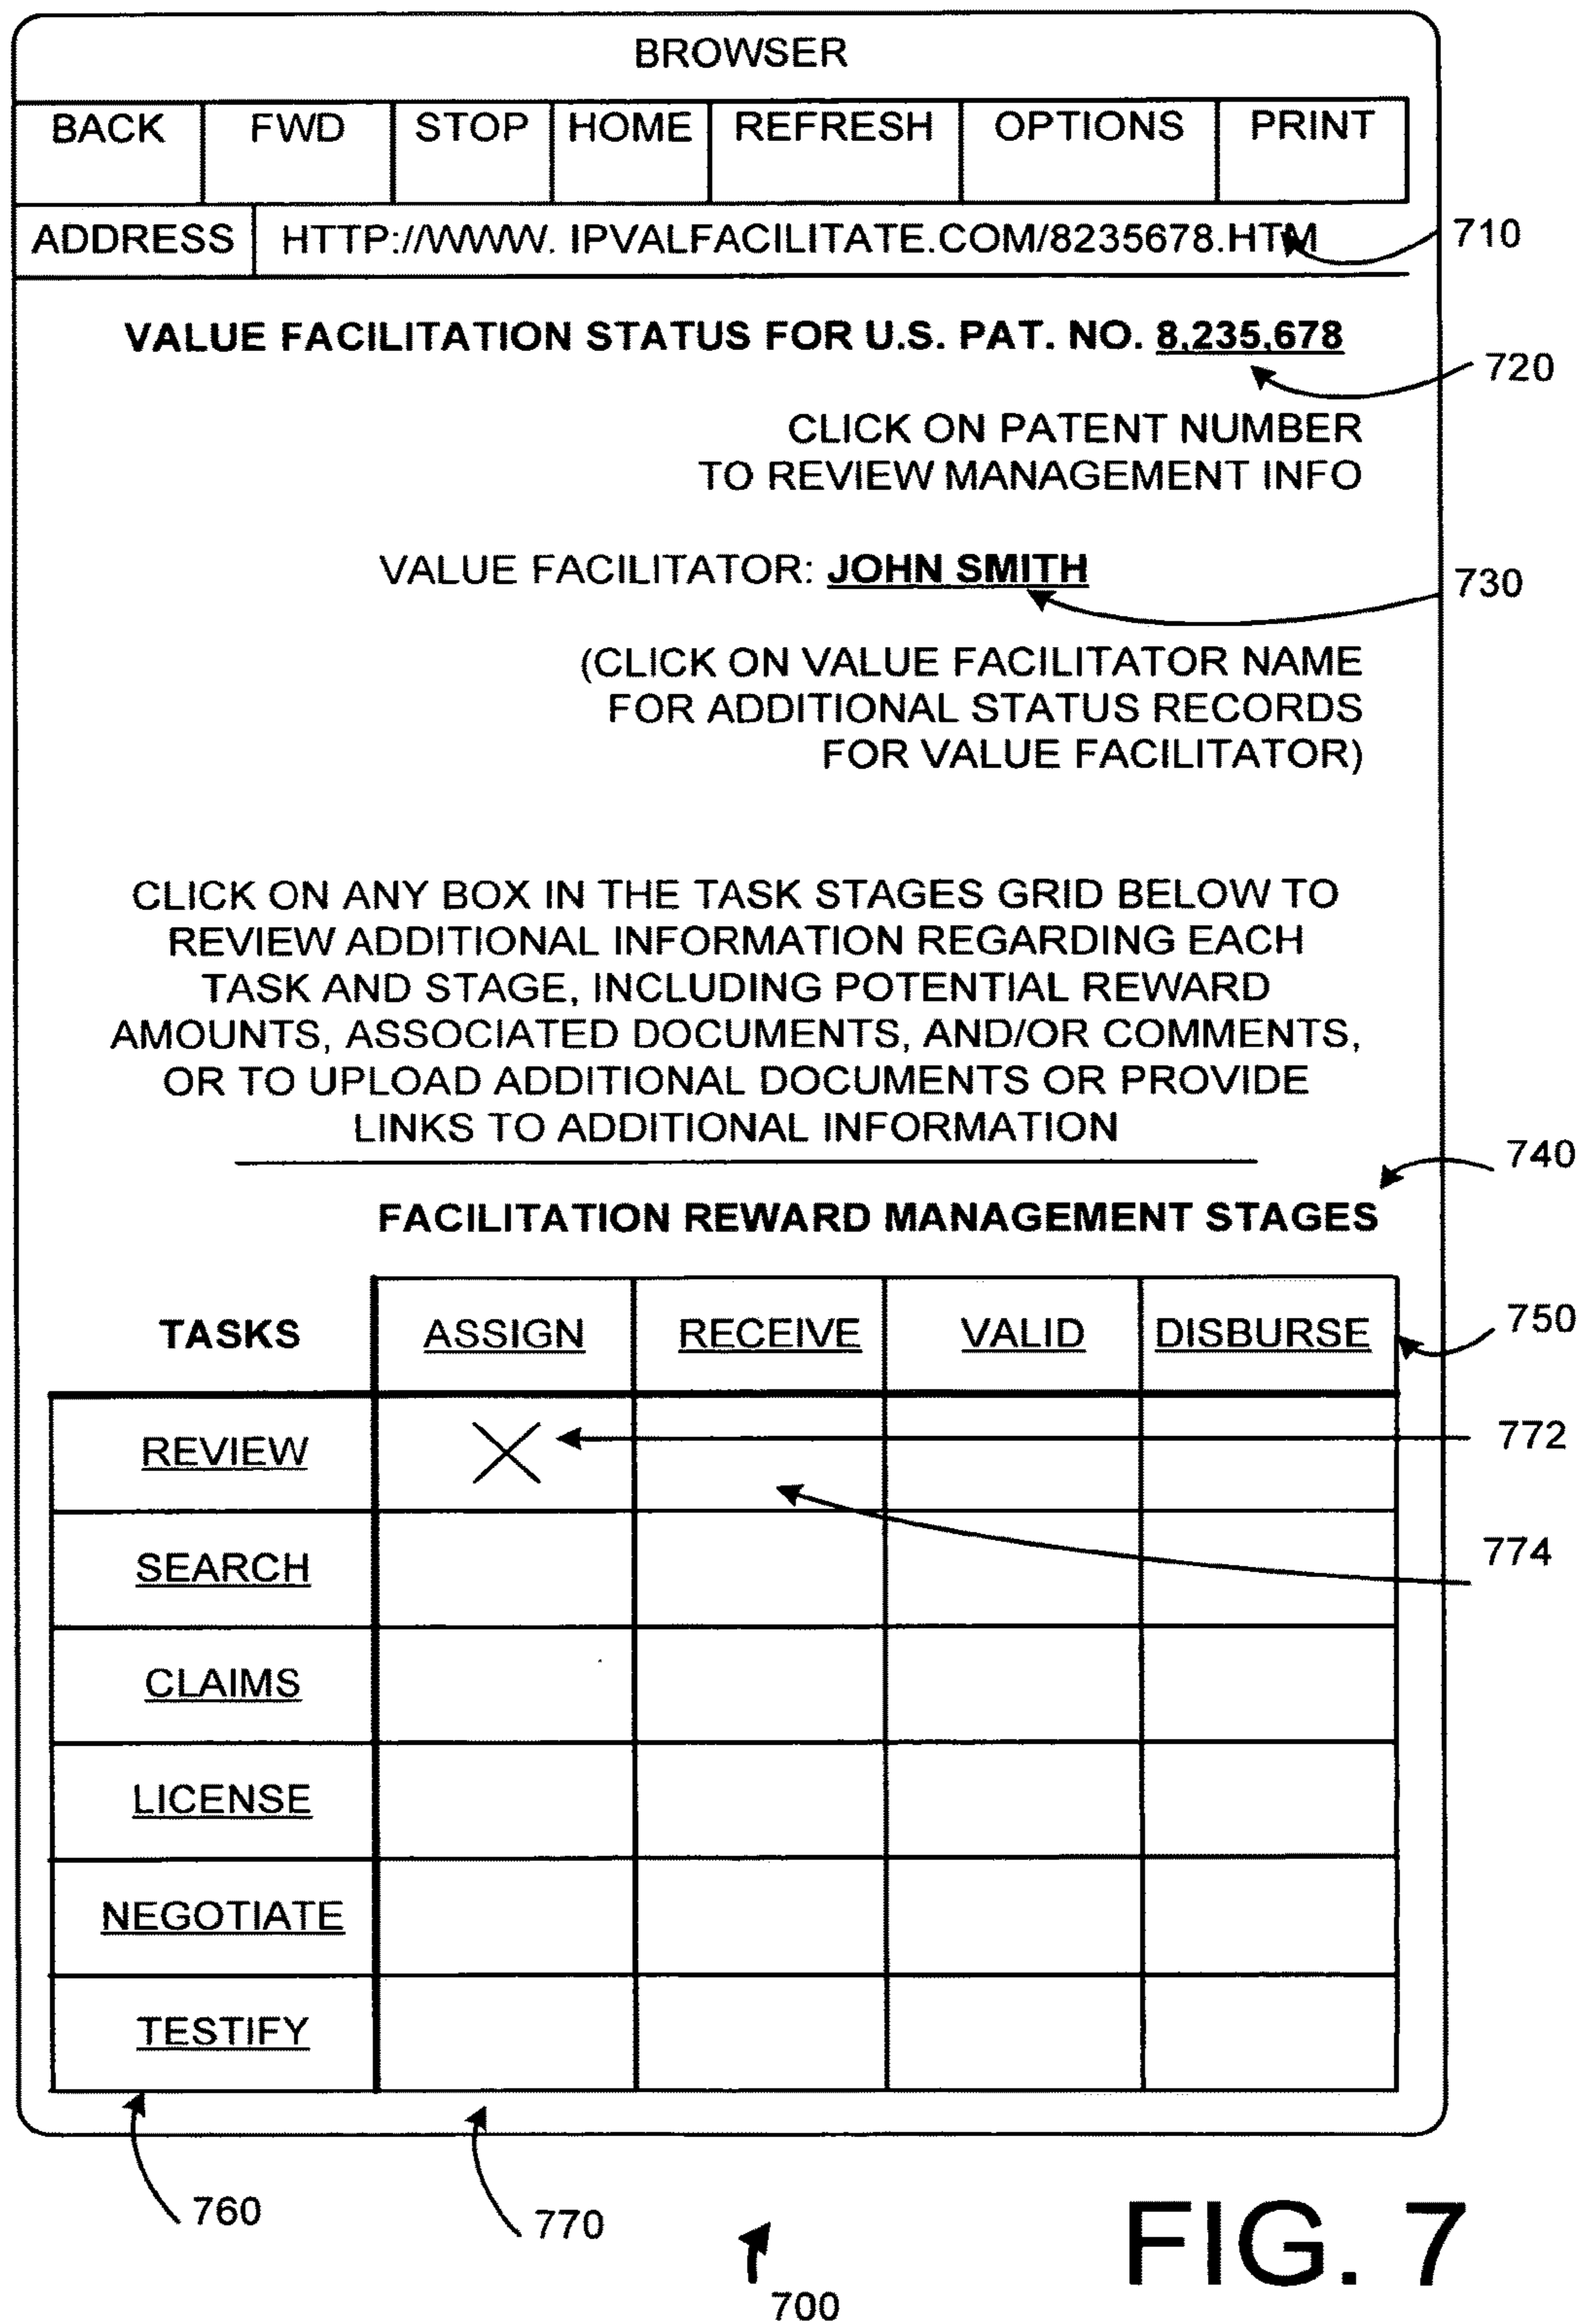 BROWSER
BACK FWD STOP HOME REFRESH OPTIONS PRINT
ADDRESS HTTP://WWW. IPVALFACILITATE.COM/8235678.HTM 710
VALUE FACILITATION STATUS FOR U.S. PAT. NO. 8,235,678
720
CLICK ON PATENT NUMBER
TO REVIEW MANAGEMENT INFO
VALUE FACILITATOR: JOHN SMITH 730
(CLICK ON VALUE FACILITATOR NAME
FOR ADDITIONAL STATUS RECORDS
FOR VALUE FACILITATOR)
CLICK ON ANY BOX IN THE TASK STAGES GRID BELOW TO
REVIEW ADDITIONAL INFORMATION REGARDING EACH
TASK AND STAGE, INCLUDING POTENTIAL REWARD
AMOUNTS, ASSOCIATED DOCUMENTS, AND/OR COMMENTS,
OR TO UPLOAD ADDITIONAL DOCUMENTS OR PROVIDE
LINKS TO ADDITIONAL INFORMATION
740
FACILITATION REWARD MANAGEMENT STAGES
TASKS ASSIGN RECEIVE VALID DISBURSE 750
REVIEW X 772
SEARCH 774
CLAIMS
LICENSE
NEGOTIATE
TESTIFY
760 770
700
FIG. 7